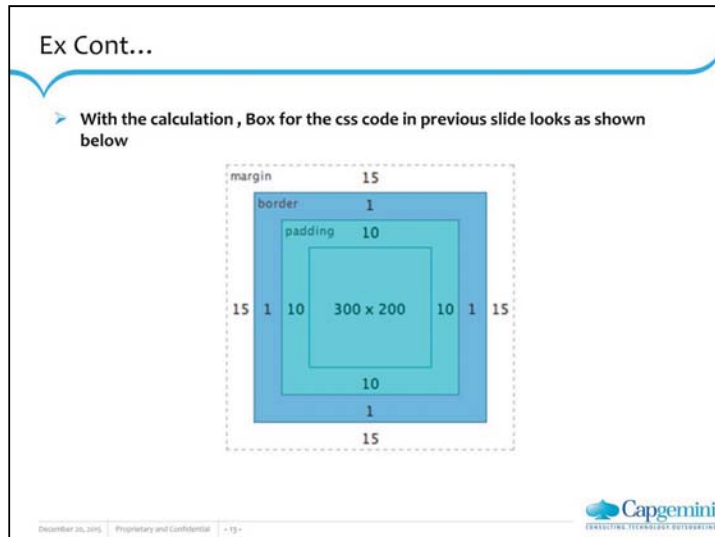 Ex Cont...
➢ With the calculation , Box for the css code in previous slide looks as shown
below
margin 15
border 1
padding 10
15 1 10 300 x 200 10 1 15
10
1
15
December 20, 2015 Proprietary and Confidential - 13 -
Capgemini
CONSULTING.TECHNOLOGY.OUTSOURCING